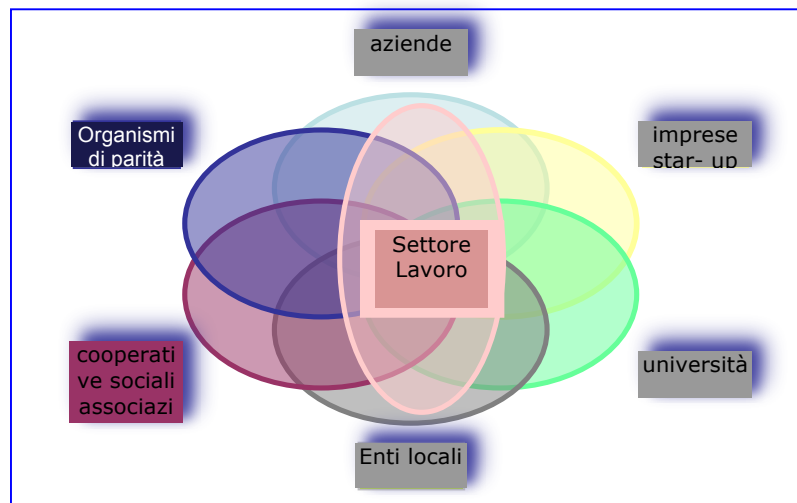 aziende
Organismi
di parità
imprese
star- up
Settore
Lavoro
cooperati
ve sociali
associazi
università
Enti locali